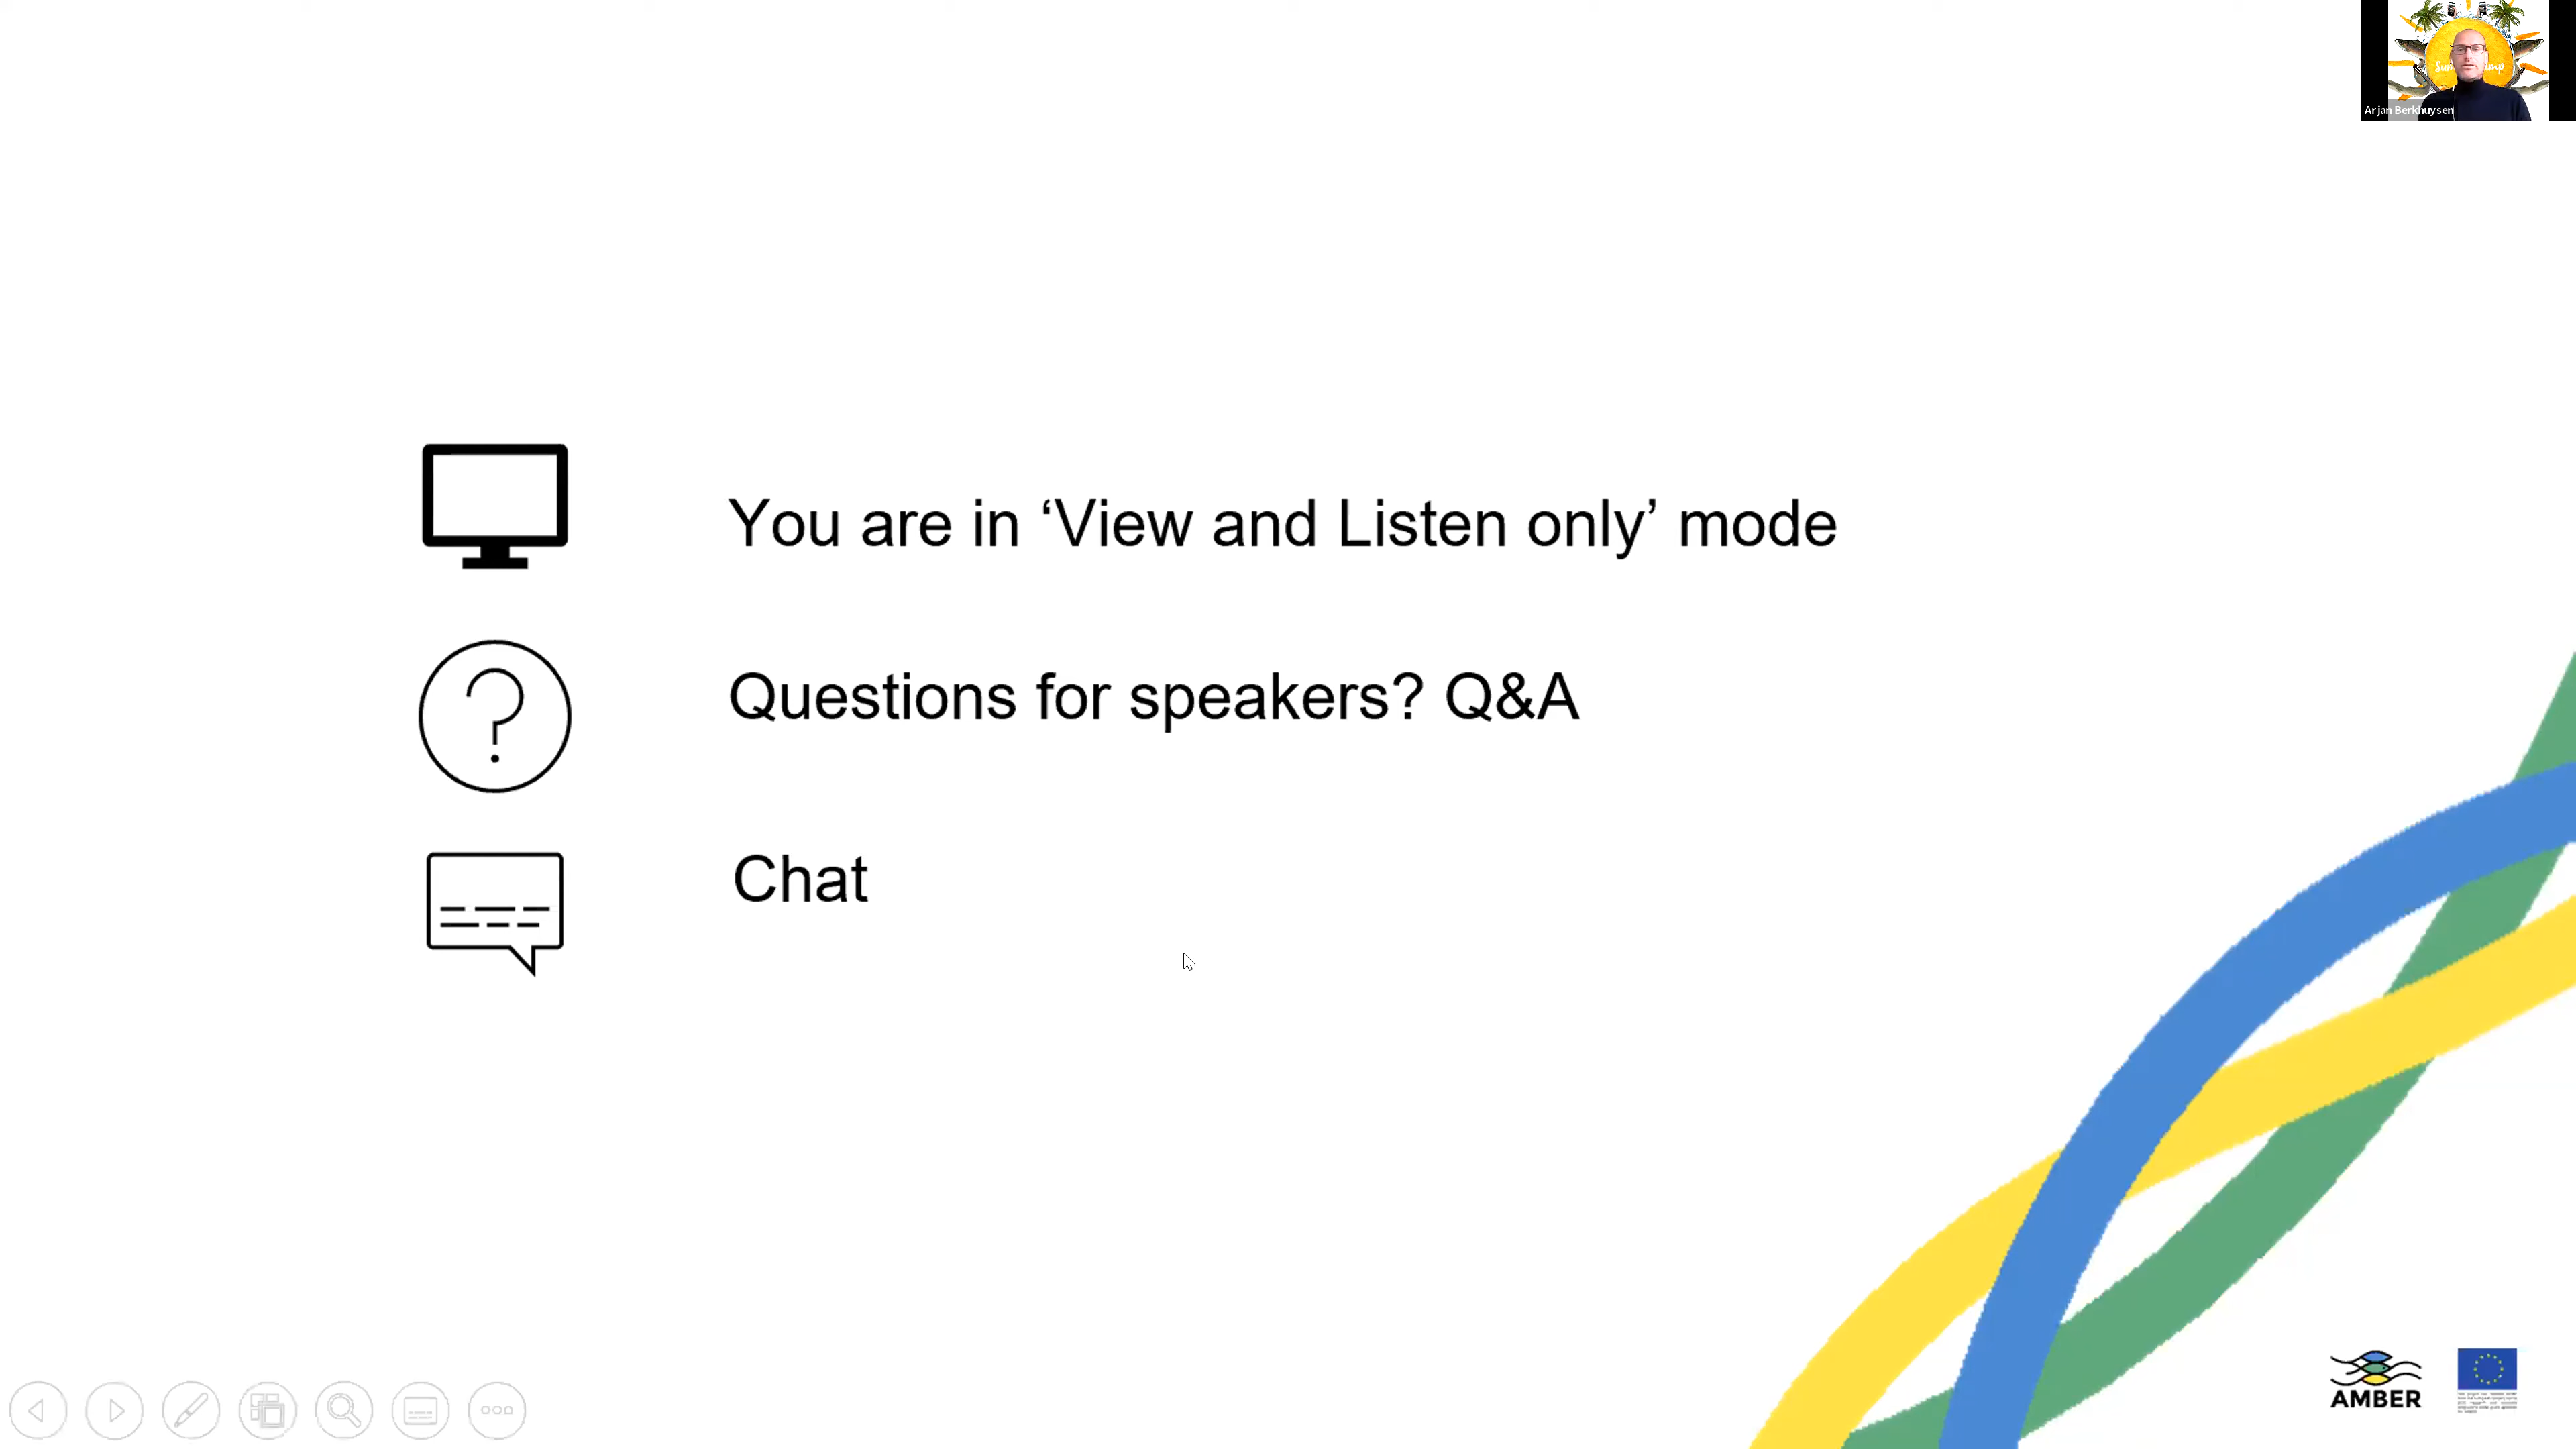 Arjan Berkhuysen
You are in ‘View and Listen only’ mode
Questions for speakers? Q&A
Chat
AMBER